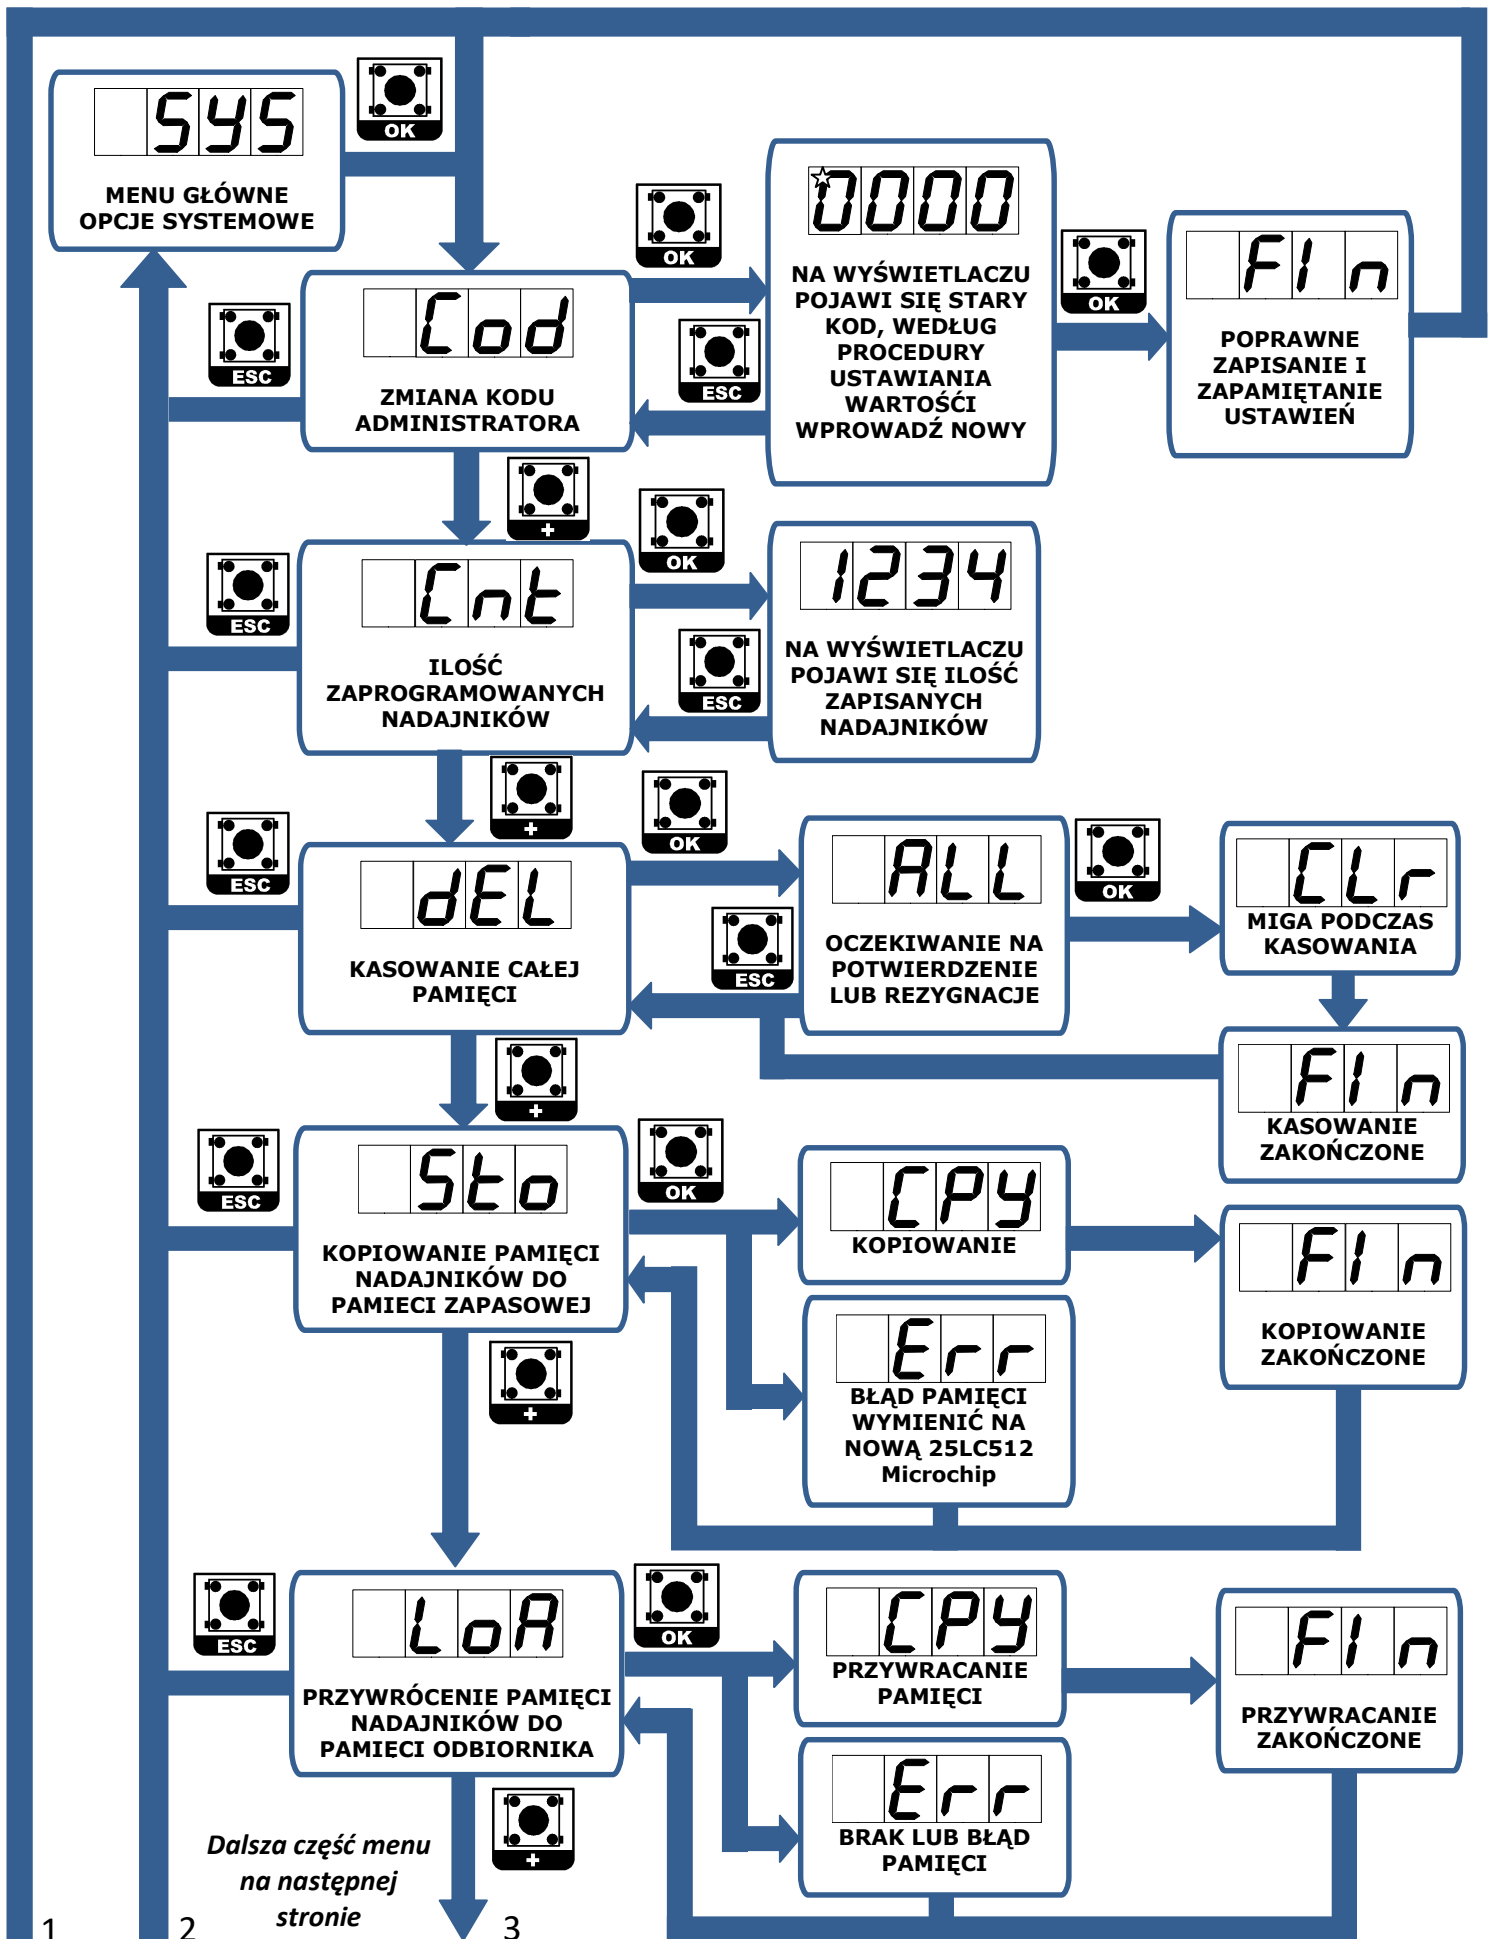 SYS
OK
MENU GŁÓWNE
OPCJE SYSTEMOWE
Cod
ESC
ZMIANA KODU
ADMINISTRATORA
OK
ESC
0000
NA WYŚWIETLACZU
POJAWI SIĘ STARY
KOD, WEDŁUG
PROCEDURY
USTAWIANIA
WARTOŚĆI
WPROWADŹ NOWY
OK
FIn
POPRAWNE
ZAPISANIE I
ZAPAMIĘTANIE
USTAWIEŃ
+
Cnt
ESC
ILOŚĆ
ZAPROGRAMOWANYCH
NADAJNIKÓW
OK
ESC
1234
NA WYŚWIETLACZU
POJAWI SIĘ ILOŚĆ
ZAPISANYCH
NADAJNIKÓW
+
dEL
ESC
KASOWANIE CAŁEJ
PAMIĘCI
OK
ESC
ALL
OCZEKIWANIE NA
POTWIERDZENIE
LUB REZYGNACJE
OK
CLr
MIGA PODCZAS
KASOWANIA
FIn
KASOWANIE
ZAKOŃCZONE
+
Sto
ESC
KOPIOWANIE PAMIĘCI
NADAJNIKÓW DO
PAMIECI ZAPASOWEJ
OK
CPY
KOPIOWANIE
FIn
KOPIOWANIE
ZAKOŃCZONE
Err
BŁĄD PAMIĘCI
WYMIENIĆ NA
NOWĄ 25LC512
Microchip
+
LoA
ESC
PRZYWRÓCENIE PAMIĘCI
NADAJNIKÓW DO
PAMIECI ODBIORNIKA
OK
CPY
PRZYWRACANIE
PAMIĘCI
FIn
PRZYWRACANIE
ZAKOŃCZONE
Err
BRAK LUB BŁĄD
PAMIĘCI
+
Dalsza część menu
na następnej
stronie
1
2
3